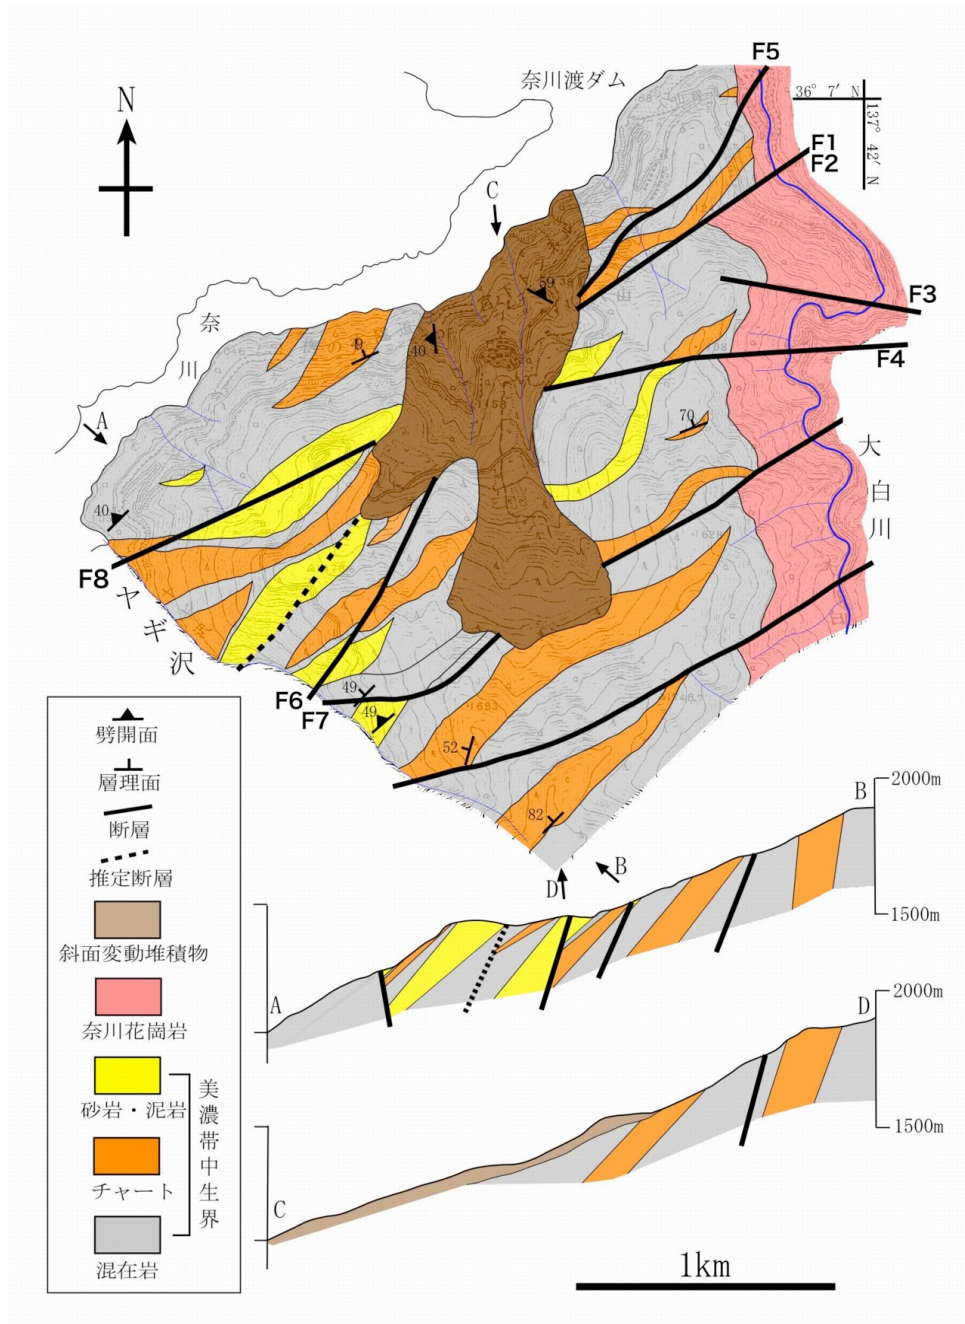 F5
奈川渡ダム
36° 7′ N
137° 42′ N
N
F1
F2
C
59
F3
奈川
40
49
F4
A
70
大白川
40
F8
ヤギ沢
F6
F7
49
49
52
82
B
D
劈開面
層理面
断層
推定断層
斜面変動堆積物
奈川花崗岩
砂岩・泥岩
チャート
混在岩
美濃帯中生界
2000m
B
1500m
A
2000m
D
1500m
C
1km